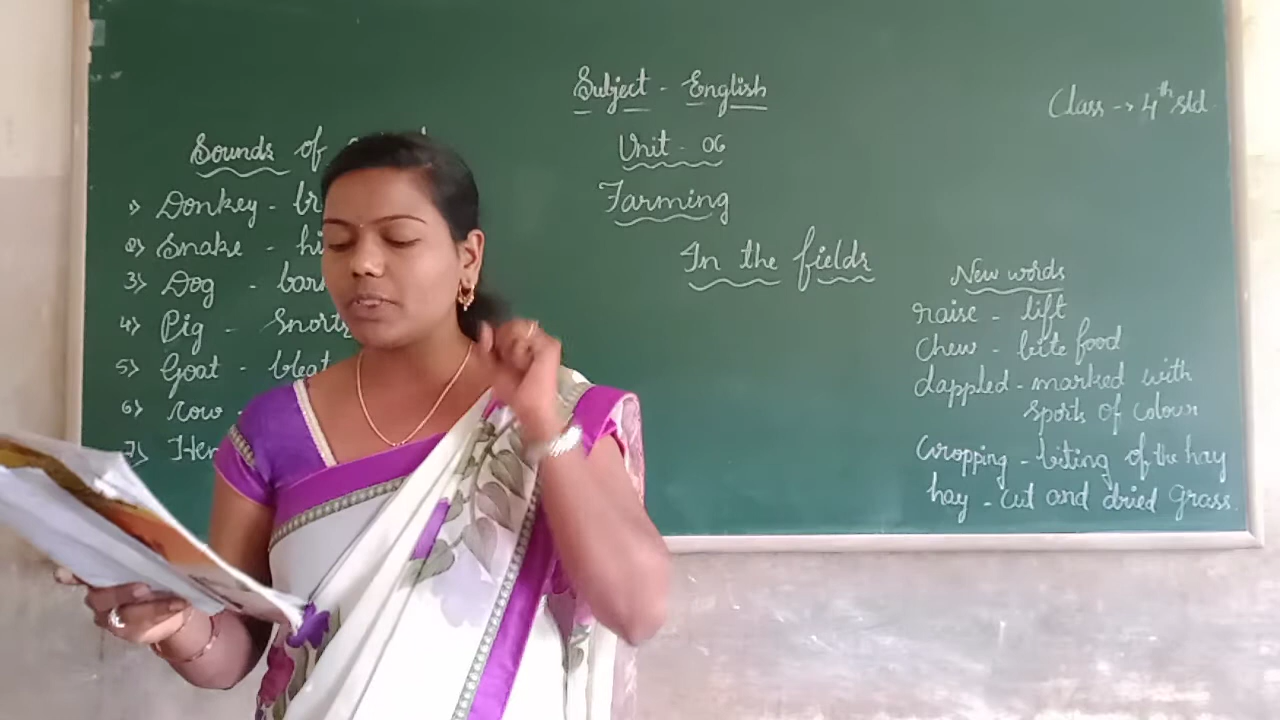 Subject - English
Class → 4th Std
Unit - 06
Farming
In the fields
Sounds of
1) Donkey - br
2) Snake - hi
3) Dog - bar
4) Pig - Snorts
5) Goat - bleat
6) Cow -
7) Hen
New words
raise - lift
Chew - bite food
dappled - marked with
spots of colour
Cropping - biting of the hay
hay - cut and dried grass.